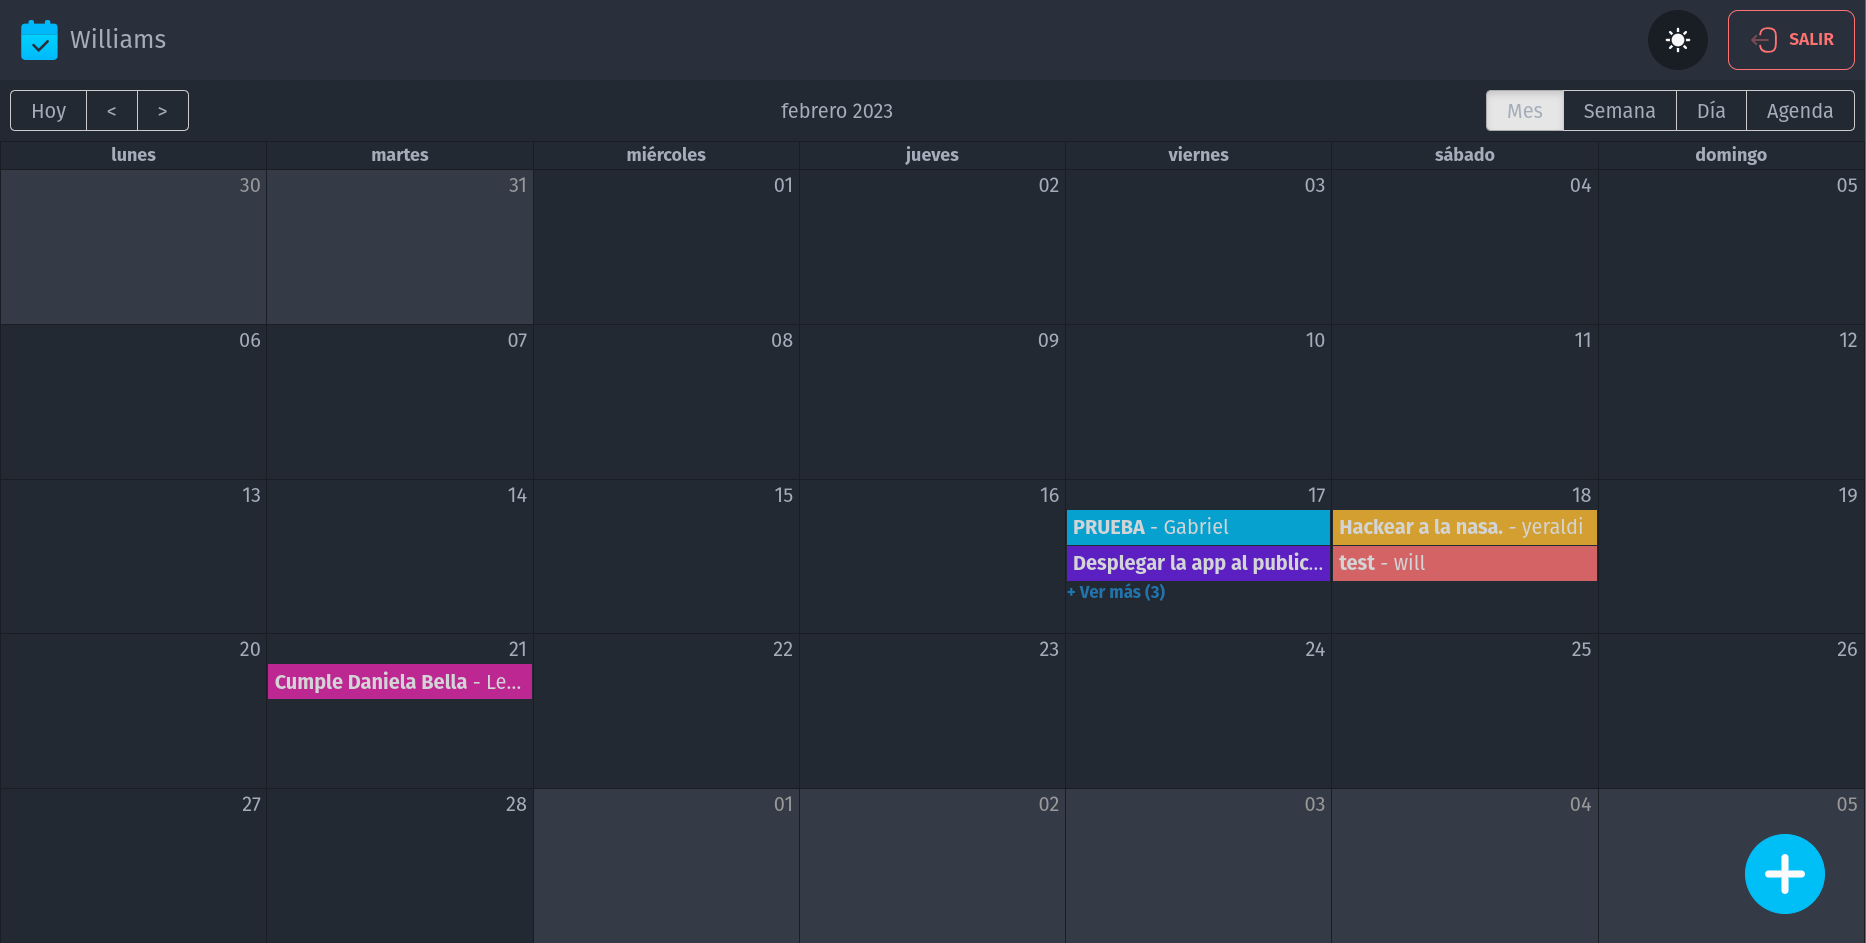 Williams
SALIR
Hoy < > febrero 2023 Mes Semana Día Agenda
lunes martes miércoles jueves viernes sábado domingo
30 31 01 02 03 04 05
06 07 08 09 10 11 12
13 14 15 16 17 18 19
PRUEBA - Gabriel Hackear a la nasa. - yeraldi
Desplegar la app al public... test - will
+ Ver más (3)
20 21 22 23 24 25 26
Cumple Daniela Bella - Le...
27 28 01 02 03 04 05